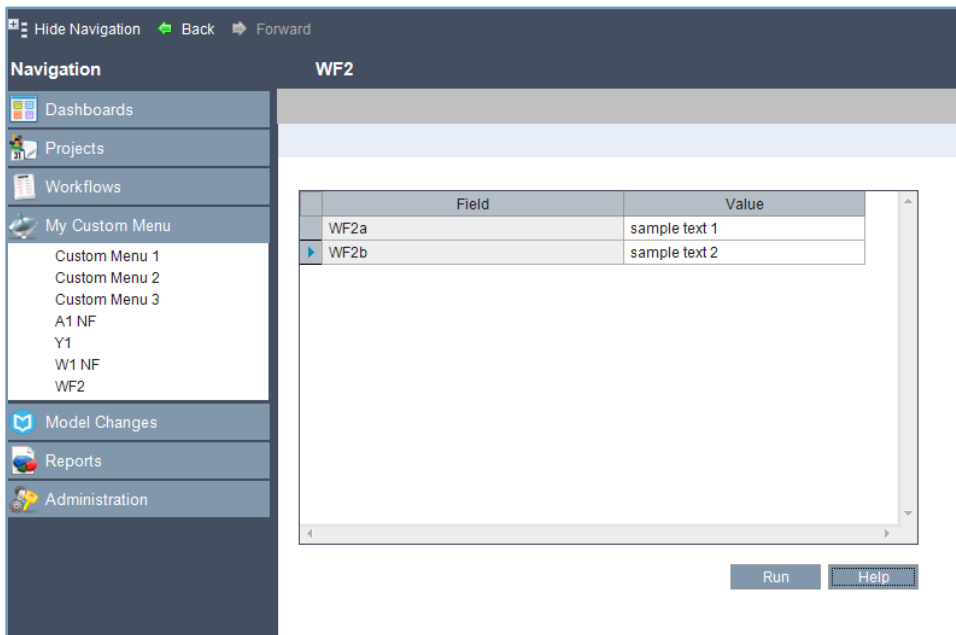 Hide Navigation Back Forward
Navigation WF2
Dashboards
31 Projects
Workflows
My Custom Menu
Custom Menu 1
Custom Menu 2
Custom Menu 3
A1 NF
Y1
W1 NF
WF2
Model Changes
Reports
Administration
Field Value
WF2a sample text 1
WF2b sample text 2
Run Help